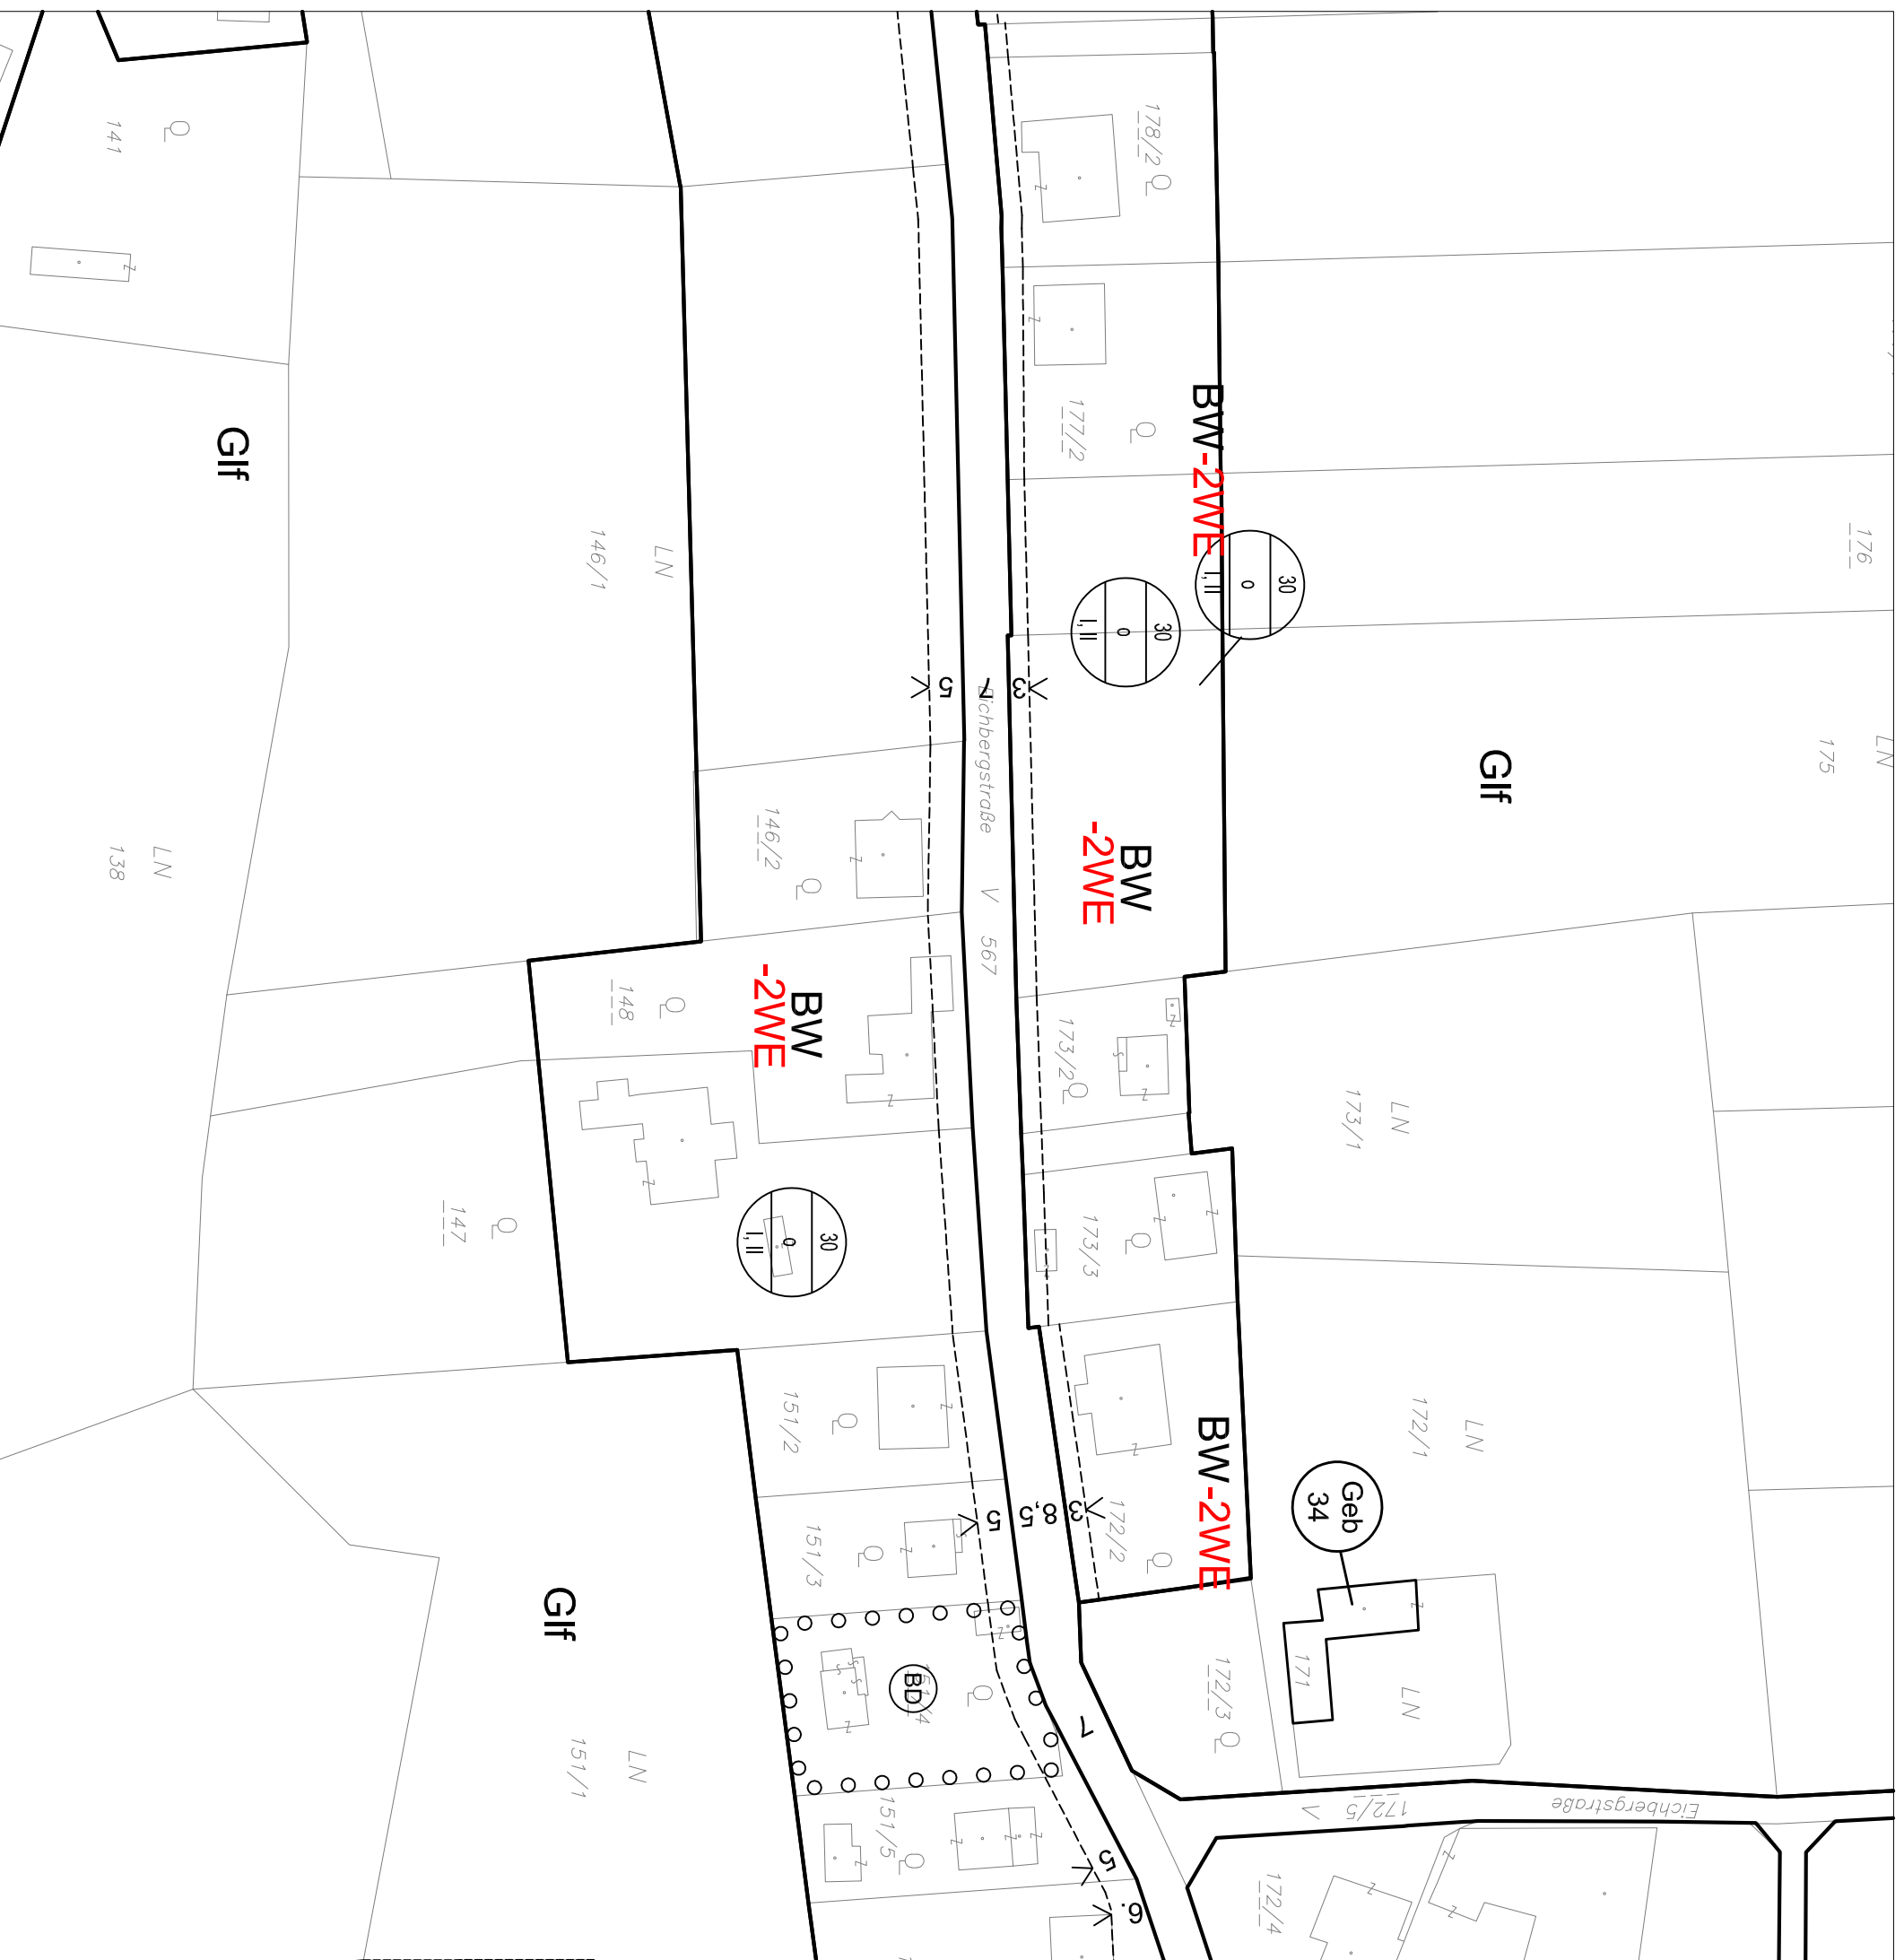 141
178/2
177/2
BW-2WE
30
o
I, II
30
o
I, II
176
LN
175
Glf
Glf
146/1
LN
5
7
3
Eichbergstraße
V
567
BW
-2WE
146/2
LN
138
148
BW
-2WE
173/2
LN
173/1
147
30
o
I, II
173/3
151/2
LN
172/1
BW-2WE
172/2
5
8,5
3
Geb
34
151/3
Glf
171
LN
172/3
BD
7
LN
151/1
151/5
172/5
V
Eichbergstraße
5
6.
172/4